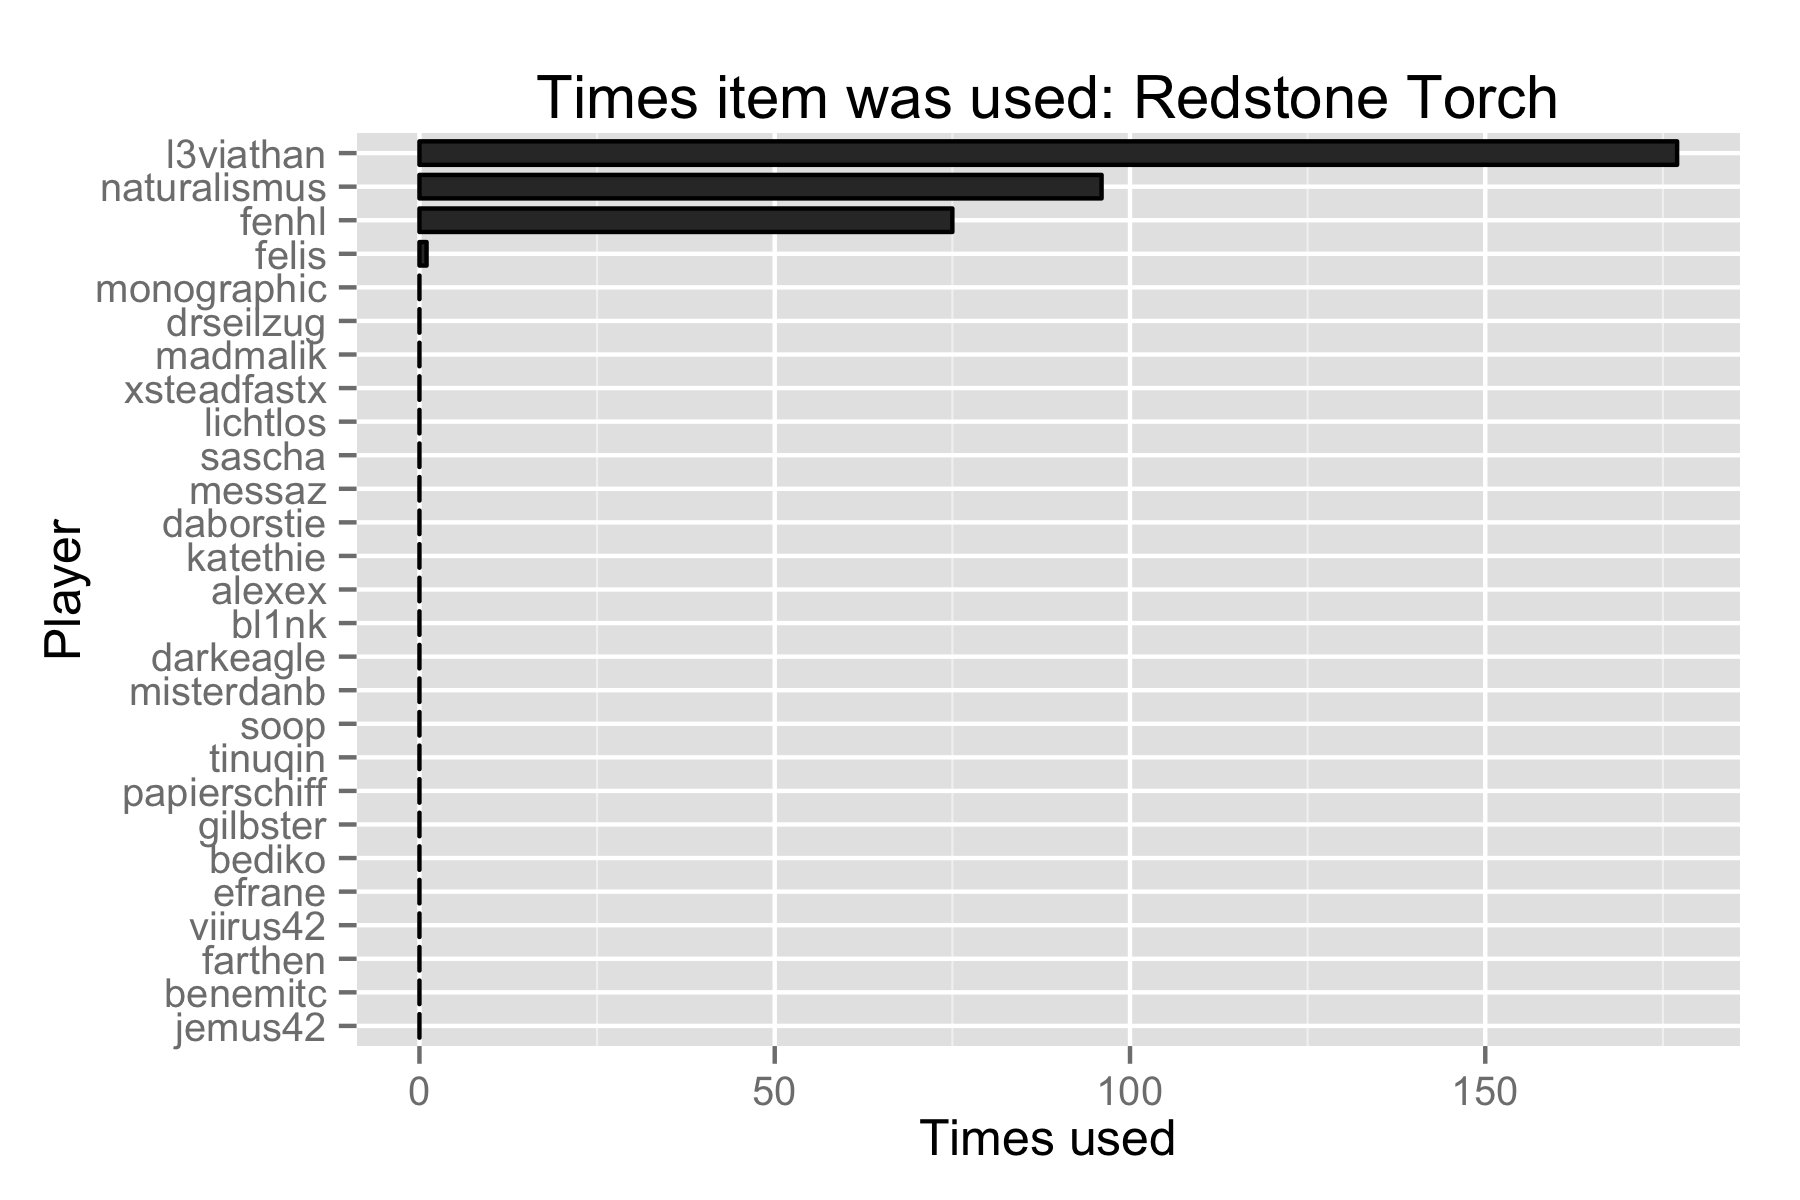 Times item was used: Redstone Torch
l3viathan
naturalismus
fenhl
felis
monographic
drseilzug
madmalik
xsteadfastx
lichtlos
sascha
messaz
daborstie
katethie
alexex
bl1nk
darkeagle
misterdanb
soop
tinuqin
papierschiff
gilbster
bediko
efrane
viirus42
farthen
benemitc
jemus42
Player
0 50 100 150
Times used